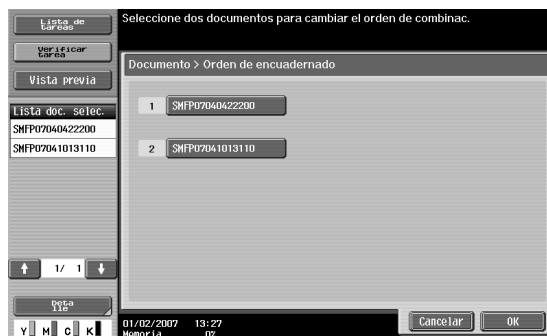 Lista de
tareas
Seleccione dos documentos para cambiar el orden de combinac.
Verificar
tarea
Documento > Orden de encuadernado
Vista previa
1 SMFP07040422200
Lista doc. selec.
SMFP07040422200
SMFP07041013110
2 SMFP07041013110
1/ 1
Deta
lle
Y M C K
01/02/2007 13:27
Memoria 0%
Cancelar OK